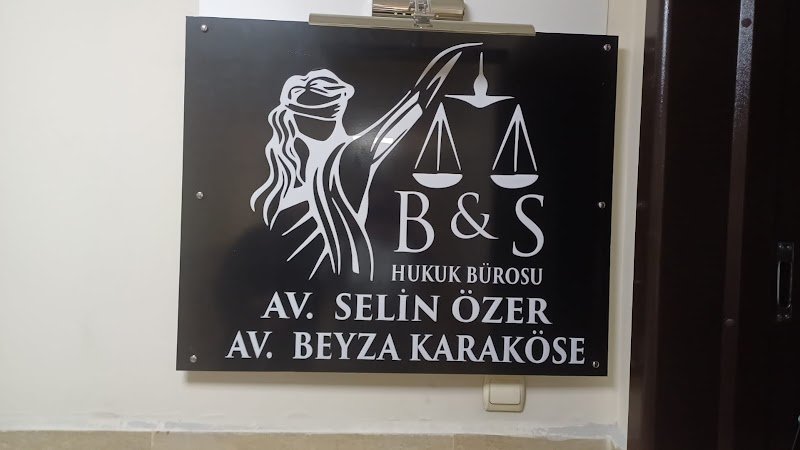 B & S
HUKUK BÜROSU
AV. SELİN ÖZER
AV. BEYZA KARAKÖSE